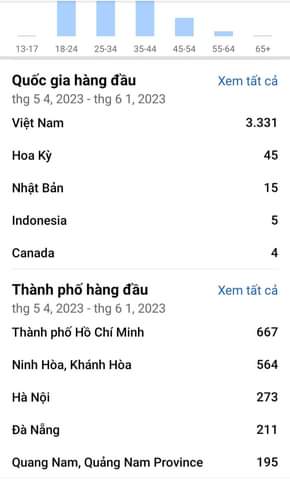 13-17 18-24 25-34 35-44 45-54 55-64 65+
Quốc gia hàng đầu Xem tất cả
thg 5 4, 2023 - thg 6 1, 2023
Việt Nam 3.331
Hoa Kỳ 45
Nhật Bản 15
Indonesia 5
Canada 4
Thành phố hàng đầu Xem tất cả
thg 5 4, 2023 - thg 6 1, 2023
Thành phố Hồ Chí Minh 667
Ninh Hòa, Khánh Hòa 564
Hà Nội 273
Đà Nẵng 211
Quang Nam, Quảng Nam Province 195